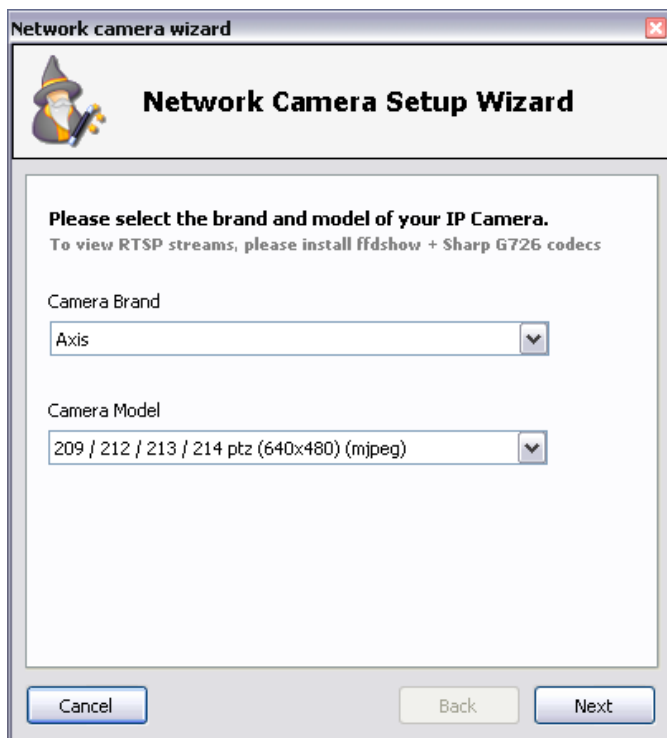 Network camera wizard
Network Camera Setup Wizard
Please select the brand and model of your IP Camera.
To view RTSP streams, please install ffdshow + Sharp G726 codecs
Camera Brand
Axis
Camera Model
209 / 212 / 213 / 214 ptz (640x480) (mjpeg)
Cancel Back Next